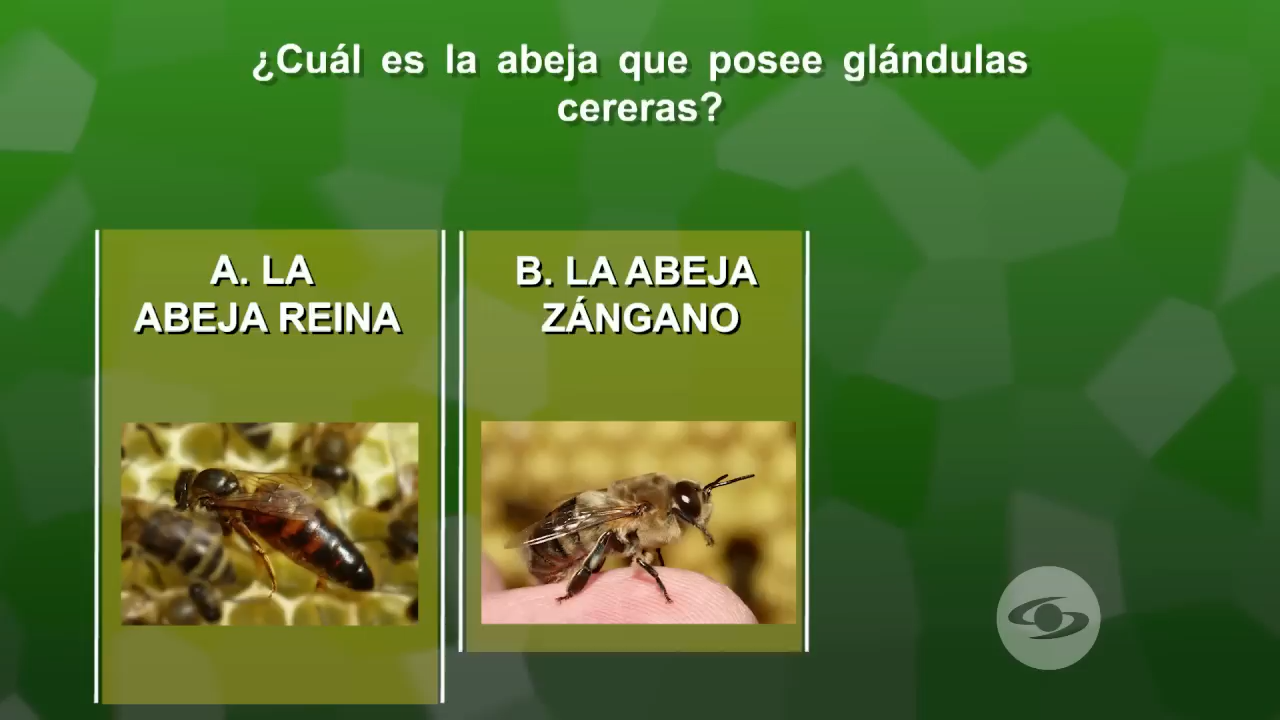 ¿Cuál es la abeja que posee glándulas
cereras?
A. LA
ABEJA REINA
B. LA ABEJA
ZÁNGANO